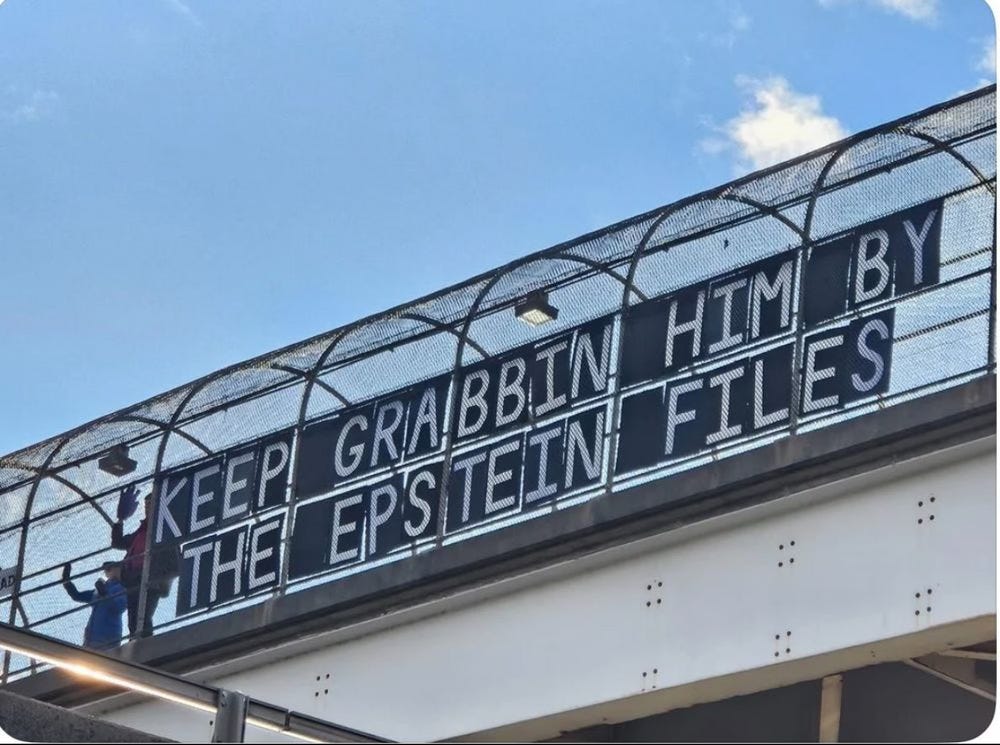 KEEP GRABBIN HIM BY
THE EPSTEIN FILES